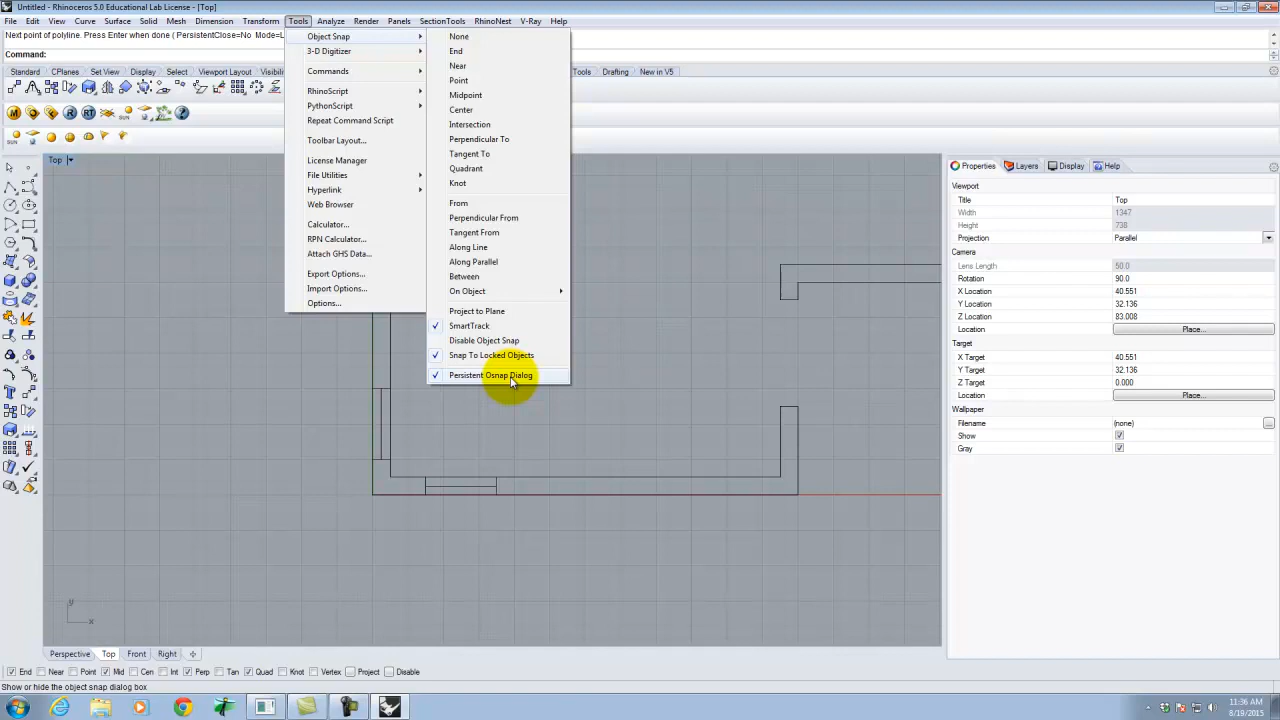 Untitled - Rhinoceros 5.0 Educational Lab License - [Top]
File Edit View Curve Surface Solid Mesh Dimension Transform Tools Analyze Render Panels SectionTools RhinoNest V-Ray Help
Next point of polyline. Press Enter when done ( PersistentClose=No Mode=L
Command:
Standard CPlanes Set View Display Select Viewport Layout Visibili Tools Drafting New in V5
Object Snap
3-D Digitizer
Commands
RhinoScript
PythonScript
Repeat Command Script
Toolbar Layout...
License Manager
File Utilities
Hyperlink
Web Browser
Calculator...
RPN Calculator...
Attach GHS Data...
Export Options...
Import Options...
Options...
None
End
Near
Point
Midpoint
Center
Intersection
Perpendicular To
Tangent To
Quadrant
Knot
From
Perpendicular From
Tangent From
Along Line
Along Parallel
Between
On Object
Project to Plane
SmartTrack
Disable Object Snap
Snap To Locked Objects
Persistent Osnap Dialog
M R RT
SUN
SUN
Top
Properties Layers Display Help
Viewport
Title Top
Width 1347
Height 738
Projection Parallel
Camera
Lens Length 50.0
Rotation 90.0
X Location 40.551
Y Location 32.136
Z Location 83.008
Location Place...
Target
X Target 40.551
Y Target 32.136
Z Target 0.000
Location Place...
Wallpaper
Filename (none)
Show
Gray
y
x
Perspective Top Front Right
End Near Point Mid Cen Int Perp Tan Quad Knot Vertex Project Disable
Show or hide the object snap dialog box
11:36 AM
8/19/2015